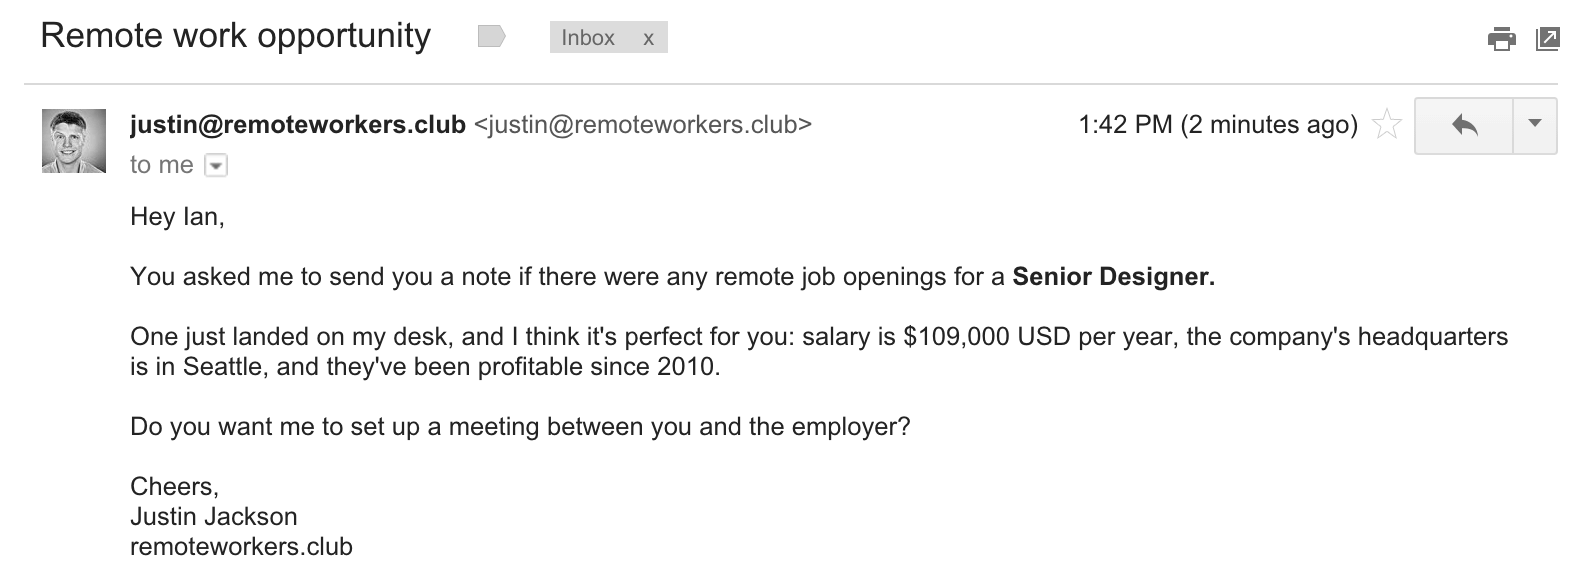 Remote work opportunity
Inbox x
justin@remoteworkers.club <justin@remoteworkers.club>
1:42 PM (2 minutes ago)
to me
Hey Ian,
You asked me to send you a note if there were any remote job openings for a Senior Designer.
One just landed on my desk, and I think it's perfect for you: salary is $109,000 USD per year, the company's headquarters
is in Seattle, and they've been profitable since 2010.
Do you want me to set up a meeting between you and the employer?
Cheers,
Justin Jackson
remoteworkers.club